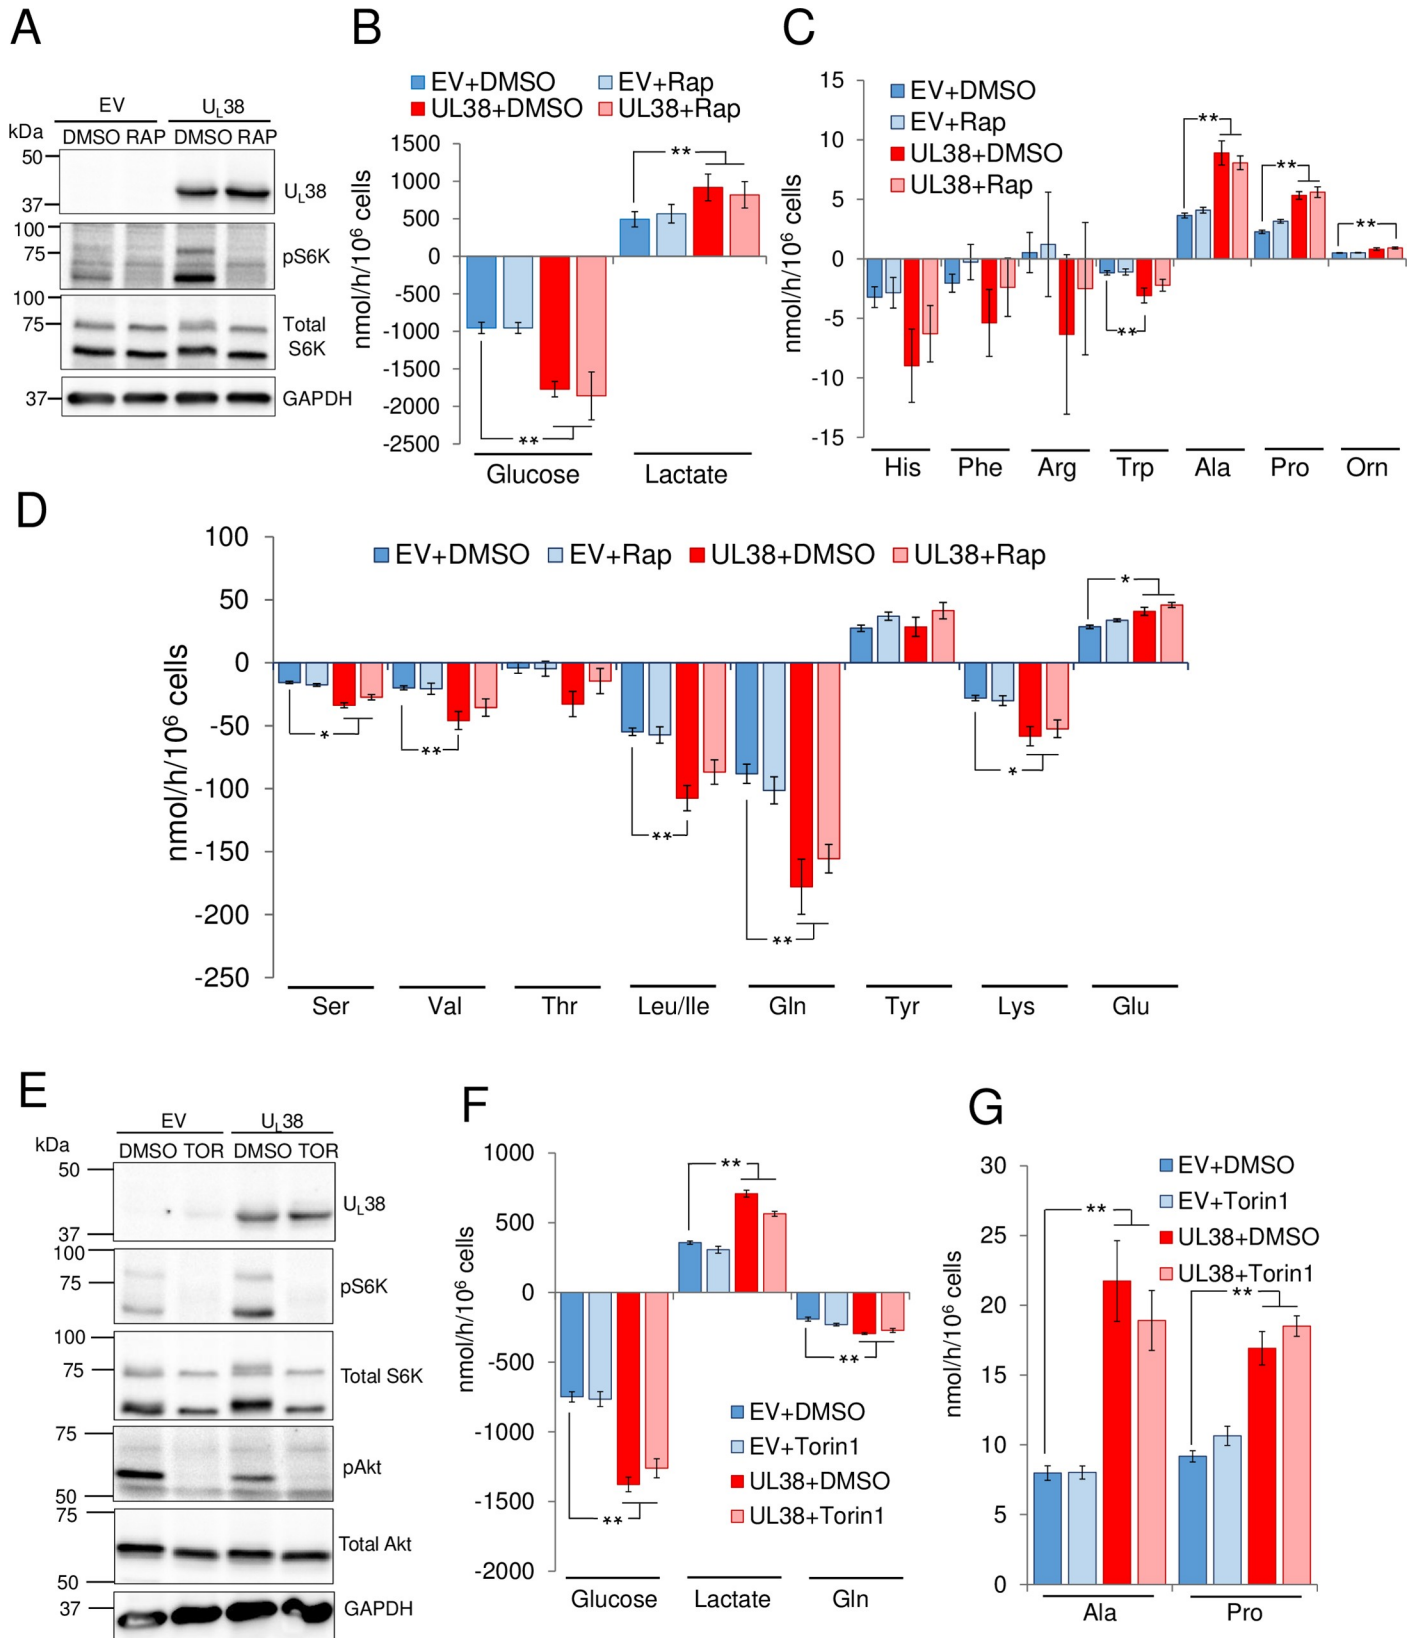 A
EV UL38
kDa DMSO RAP DMSO RAP
50
37
UL38
100
75
pS6K
100
75
Total
S6K
37
GAPDH
B
EV+DMSO EV+Rap
UL38+DMSO UL38+Rap
nmol/h/10⁶ cells
1500
1000
500
0
-500
-1000
-1500
-2000
-2500
**
**
Glucose Lactate
C
EV+DMSO
EV+Rap
UL38+DMSO
UL38+Rap
nmol/h/10⁶ cells
15
10
5
0
-5
-10
-15
**
**
**
**
His Phe Arg Trp Ala Pro Orn
D
EV+DMSO EV+Rap UL38+DMSO UL38+Rap
nmol/h/10⁶ cells
100
50
0
-50
-100
-150
-200
-250
*
**
**
**
*
*
Ser Val Thr Leu/Ile Gln Tyr Lys Glu
E
EV UL38
kDa DMSO TOR DMSO TOR
50
37
UL38
100
75
pS6K
100
75
Total S6K
75
50
pAkt
75
50
Total Akt
37
GAPDH
F
nmol/h/10⁶ cells
1000
500
0
-500
-1000
-1500
-2000
**
**
**
EV+DMSO
EV+Torin1
UL38+DMSO
UL38+Torin1
Glucose Lactate Gln
G
nmol/h/10⁶ cells
30
25
20
15
10
5
0
EV+DMSO
EV+Torin1
UL38+DMSO
UL38+Torin1
**
**
Ala Pro